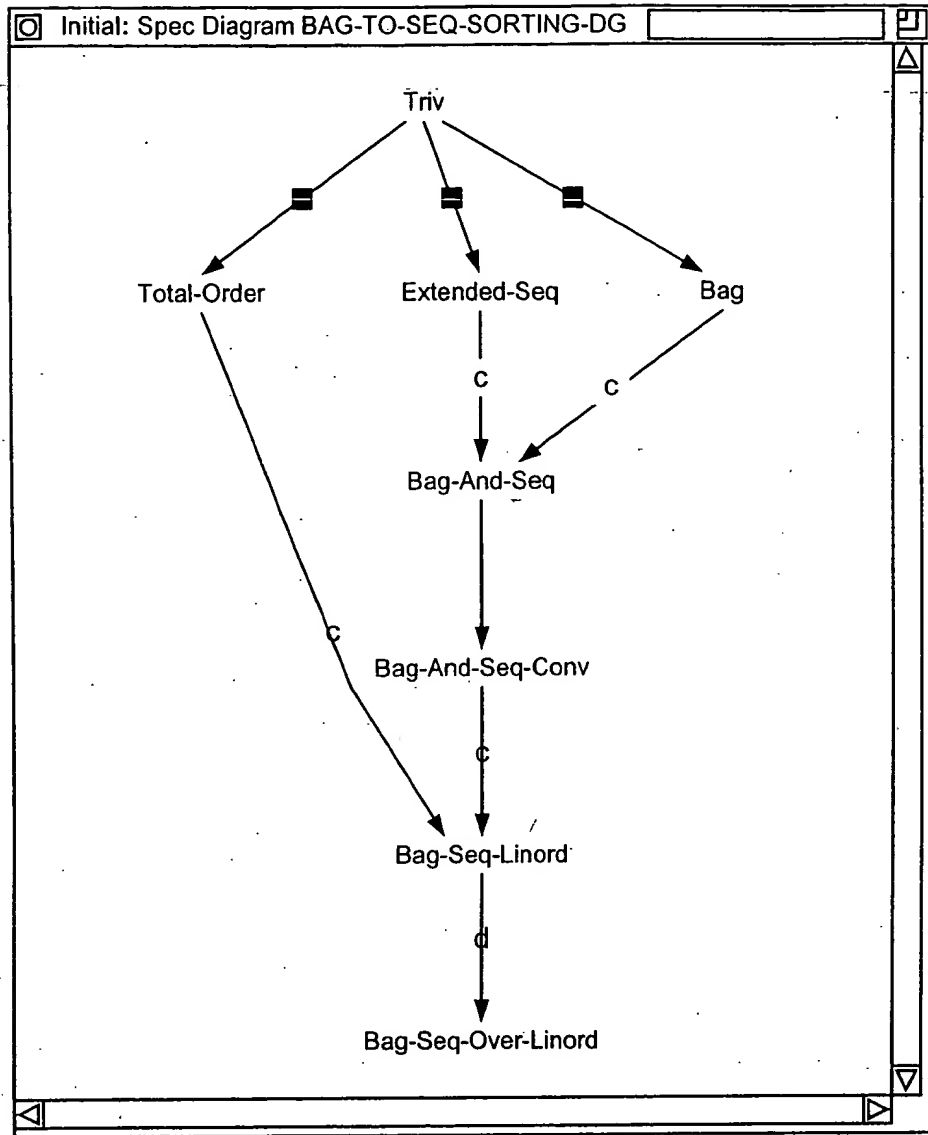 Initial: Spec Diagram BAG-TO-SEQ-SORTING-DG
Triv
Total-Order Extended-Seq Bag
c c
Bag-And-Seq
c
Bag-And-Seq-Conv
c
Bag-Seq-Linord
d
Bag-Seq-Over-Linord